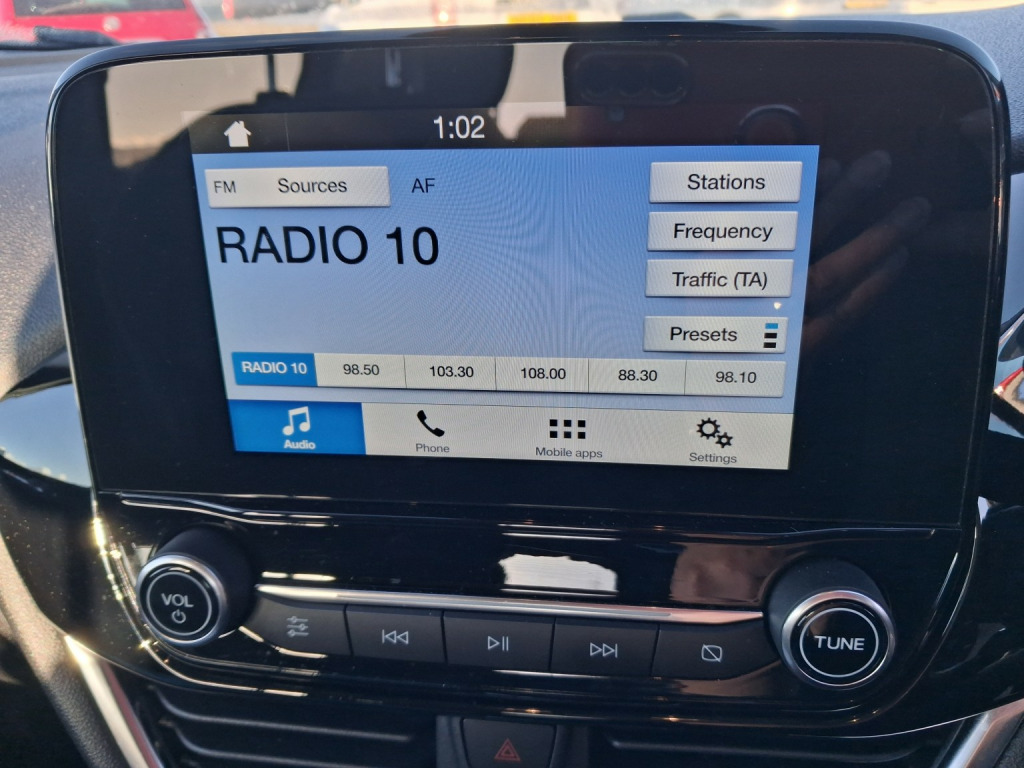 1:02
FM Sources AF
Stations
RADIO 10
Frequency
Traffic (TA)
Presets
RADIO 10 98.50 103.30 108.00 88.30 98.10
Audio Phone Mobile apps Settings
VOL
TUNE